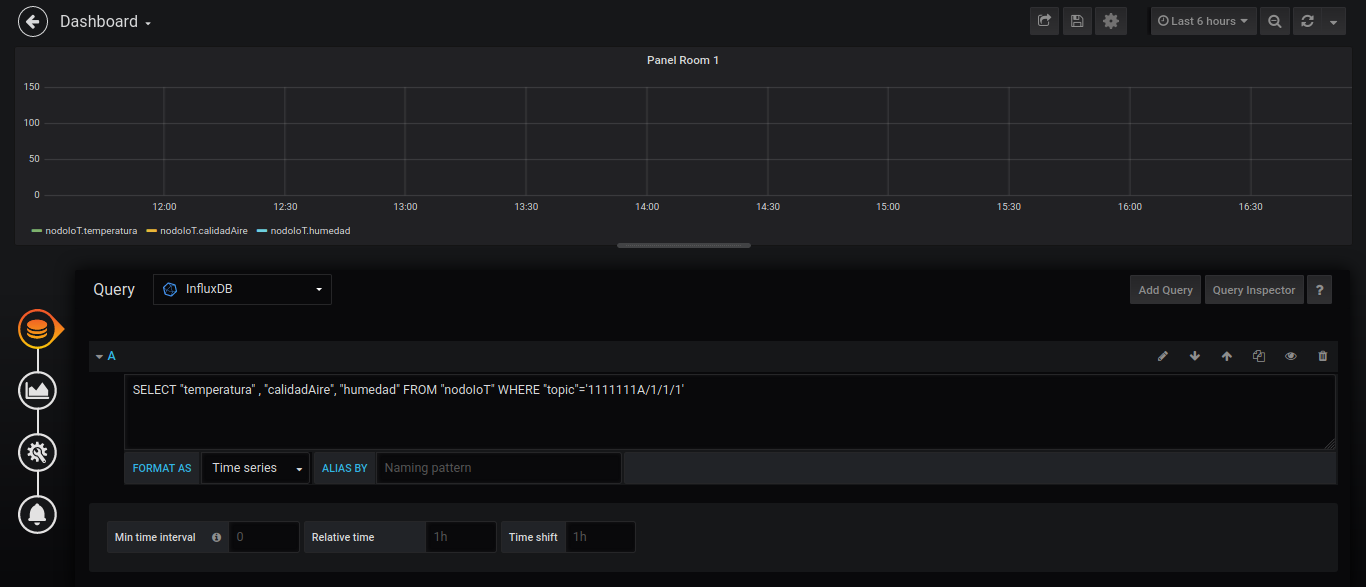 Dashboard
Last 6 hours
Panel Room 1
150
100
50
0
12:00 12:30 13:00 13:30 14:00 14:30 15:00 15:30 16:00 16:30
nodoIoT.temperatura nodoIoT.calidadAire nodoIoT.humedad
Query InfluxDB Add Query Query Inspector ?
A
SELECT "temperatura" , "calidadAire", "humedad" FROM "nodoIoT" WHERE "topic"='1111111A/1/1/1'
FORMAT AS Time series ALIAS BY Naming pattern
Min time interval 0 Relative time 1h Time shift 1h